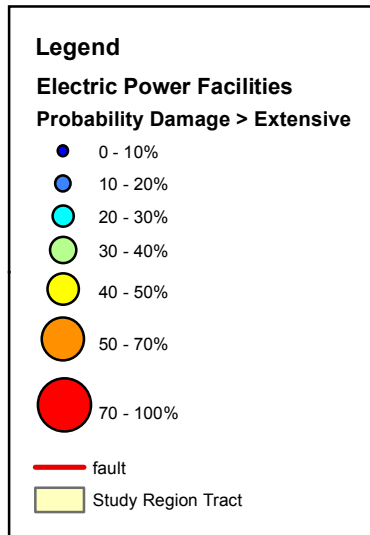 Legend
Electric Power Facilities
Probability Damage > Extensive
0 - 10%
10 - 20%
20 - 30%
30 - 40%
40 - 50%
50 - 70%
70 - 100%
fault
Study Region Tract